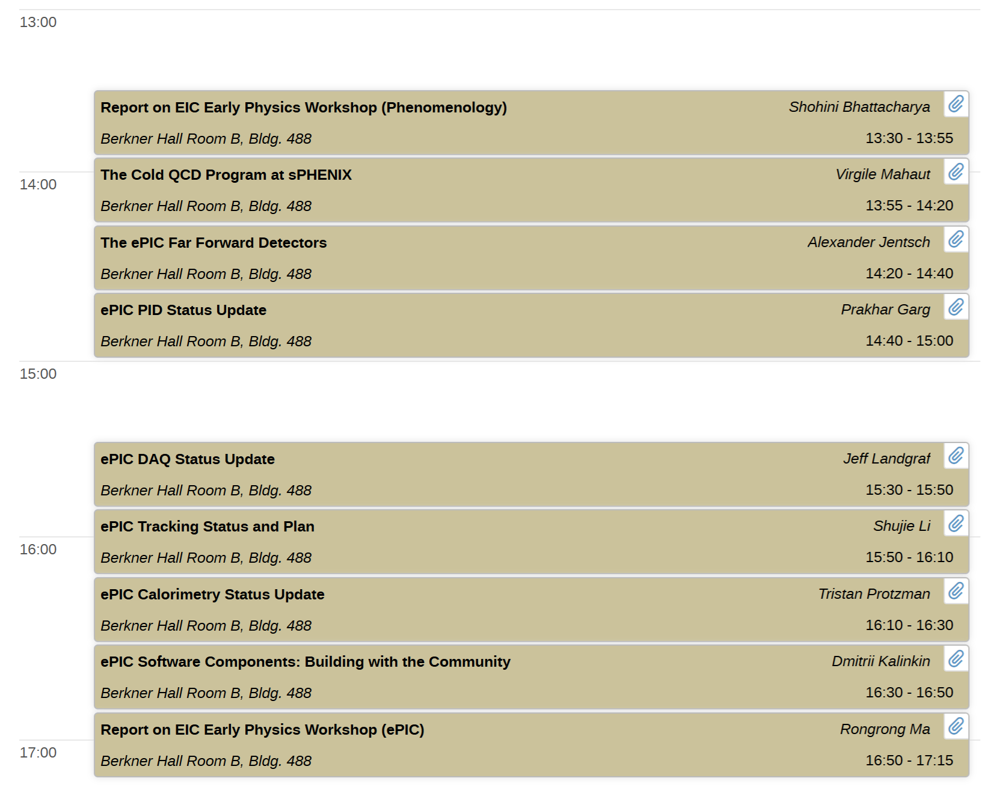 13:00
Report on EIC Early Physics Workshop (Phenomenology) Shohini Bhattacharya
Berkner Hall Room B, Bldg. 488 13:30 - 13:55
14:00
The Cold QCD Program at sPHENIX Virgile Mahaut
Berkner Hall Room B, Bldg. 488 13:55 - 14:20
The ePIC Far Forward Detectors Alexander Jentsch
Berkner Hall Room B, Bldg. 488 14:20 - 14:40
ePIC PID Status Update Prakhar Garg
Berkner Hall Room B, Bldg. 488 14:40 - 15:00
15:00
ePIC DAQ Status Update Jeff Landgraf
Berkner Hall Room B, Bldg. 488 15:30 - 15:50
ePIC Tracking Status and Plan Shujie Li
16:00
Berkner Hall Room B, Bldg. 488 15:50 - 16:10
ePIC Calorimetry Status Update Tristan Protzman
Berkner Hall Room B, Bldg. 488 16:10 - 16:30
ePIC Software Components: Building with the Community Dmitrii Kalinkin
Berkner Hall Room B, Bldg. 488 16:30 - 16:50
Report on EIC Early Physics Workshop (ePIC) Rongrong Ma
17:00
Berkner Hall Room B, Bldg. 488 16:50 - 17:15